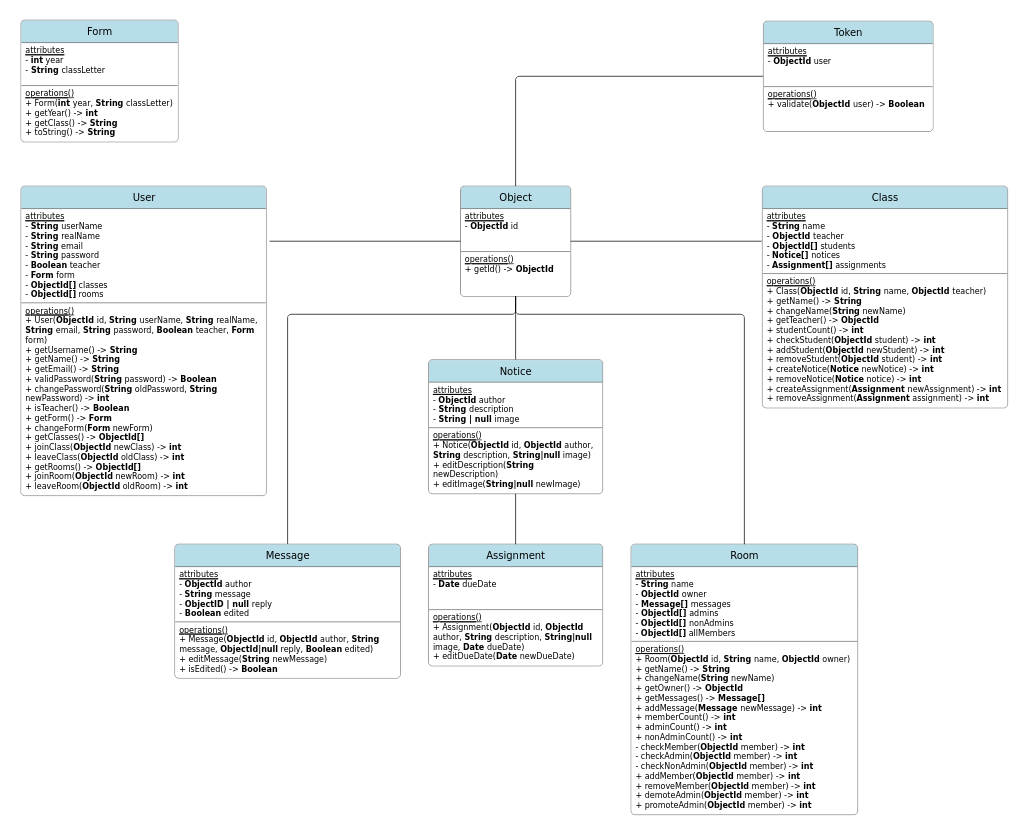 Form
attributes
- int year
- String classLetter
operations()
+ Form(int year, String classLetter)
+ getYear() -> int
+ getClass() -> String
+ toString() -> String
Token
attributes
- ObjectId user
operations()
+ validate(ObjectId user) -> Boolean
User
attributes
- String userName
- String realName
- String email
- String password
- Boolean teacher
- Form form
- ObjectId[] classes
- ObjectId[] rooms
operations()
+ User(ObjectId id, String userName, String realName,
String email, String password, Boolean teacher, Form
form)
+ getUsername() -> String
+ getName() -> String
+ getEmail() -> String
+ validPassword(String password) -> Boolean
+ changePassword(String oldPassword, String
newPassword) -> int
+ isTeacher() -> Boolean
+ getForm() -> Form
+ changeForm(Form newForm)
+ getClasses() -> ObjectId[]
+ joinClass(ObjectId newClass) -> int
+ leaveClass(ObjectId oldClass) -> int
+ getRooms() -> ObjectId[]
+ joinRoom(ObjectId newRoom) -> int
+ leaveRoom(ObjectId oldRoom) -> int
Object
attributes
- ObjectId id
operations()
+ getId() -> ObjectId
Class
attributes
- String name
- ObjectId teacher
- ObjectId[] students
- Notice[] notices
- Assignment[] assignments
operations()
+ Class(ObjectId id, String name, ObjectId teacher)
+ getName() -> String
+ changeName(String newName)
+ getTeacher() -> ObjectId
+ studentCount() -> int
+ checkStudent(ObjectId student) -> int
+ addStudent(ObjectId newStudent) -> int
+ removeStudent(ObjectId student) -> int
+ createNotice(Notice newNotice) -> int
+ removeNotice(Notice notice) -> int
+ createAssignment(Assignment newAssignment) -> int
+ removeAssignment(Assignment assignment) -> int
Notice
attributes
- ObjectId author
- String description
- String | null image
operations()
+ Notice(ObjectId id, ObjectId author,
String description, String|null image)
+ editDescription(String
newDescription)
+ editImage(String|null newImage)
Message
attributes
- ObjectId author
- String message
- ObjectID | null reply
- Boolean edited
operations()
+ Message(ObjectId id, ObjectId author, String
message, ObjectId|null reply, Boolean edited)
+ editMessage(String newMessage)
+ isEdited() -> Boolean
Assignment
attributes
- Date dueDate
operations()
+ Assignment(ObjectId id, ObjectId
author, String description, String|null
image, Date dueDate)
+ editDueDate(Date newDueDate)
Room
attributes
- String name
- ObjectId owner
- Message[] messages
- ObjectId[] admins
- ObjectId[] nonAdmins
- ObjectId[] allMembers
operations()
+ Room(ObjectId id, String name, ObjectId owner)
+ getName() -> String
+ changeName(String newName)
+ getOwner() -> ObjectId
+ getMessages() -> Message[]
+ addMessage(Message newMessage) -> int
+ memberCount() -> int
+ adminCount() -> int
+ nonAdminCount() -> int
- checkMember(ObjectId member) -> int
- checkAdmin(ObjectId member) -> int
- checkNonAdmin(ObjectId member) -> int
+ addMember(ObjectId member) -> int
+ removeMember(ObjectId member) -> int
+ demoteAdmin(ObjectId member) -> int
+ promoteAdmin(ObjectId member) -> int